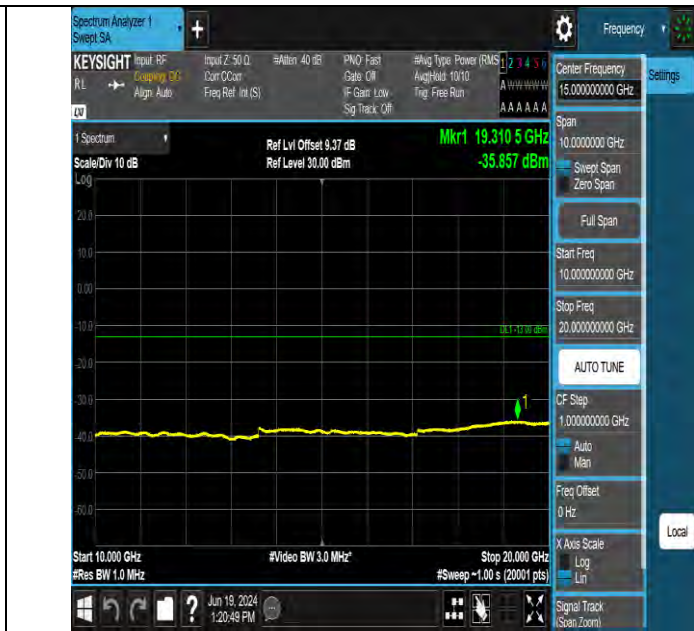 Spectrum Analyzer 1
Swept SA
+
Frequency
KEYSIGHT
RL
Input: RF
Coupling: DC
Align: Auto
Input Z: 50 Ω
Corr CCorr
Freq Ref: Int (S)
#Atten: 40 dB
PNO: Fast
Gate: Off
IF Gain: Low
Sig Track: Off
#Avg Type: Power (RMS
Avg|Hold: 10/10
Trig: Free Run
1 2 3 4 5 6
A W W W W W
A A A A A A
LXI
1 Spectrum
Scale/Div 10 dB
Log
Ref Lvl Offset 9.37 dB
Ref Level 30.00 dBm
Mkr1 19.310 5 GHz
-35.857 dBm
20.0
10.0
0.00
-10.0
DL1 -13.00 dBm
-20.0
-30.0
1
-40.0
-50.0
-60.0
Start 10.000 GHz
#Res BW 1.0 MHz
#Video BW 3.0 MHz*
Stop 20.000 GHz
#Sweep ~1.00 s (20001 pts)
?
Jun 19, 2024
1:20:49 PM
Center Frequency
15.000000000 GHz
Settings
Span
10.0000000 GHz
Swept Span
Zero Span
Full Span
Start Freq
10.000000000 GHz
Stop Freq
20.000000000 GHz
AUTO TUNE
CF Step
1.000000000 GHz
Auto
Man
Freq Offset
0 Hz
X Axis Scale
Log
Lin
Local
Signal Track
(Span Zoom)